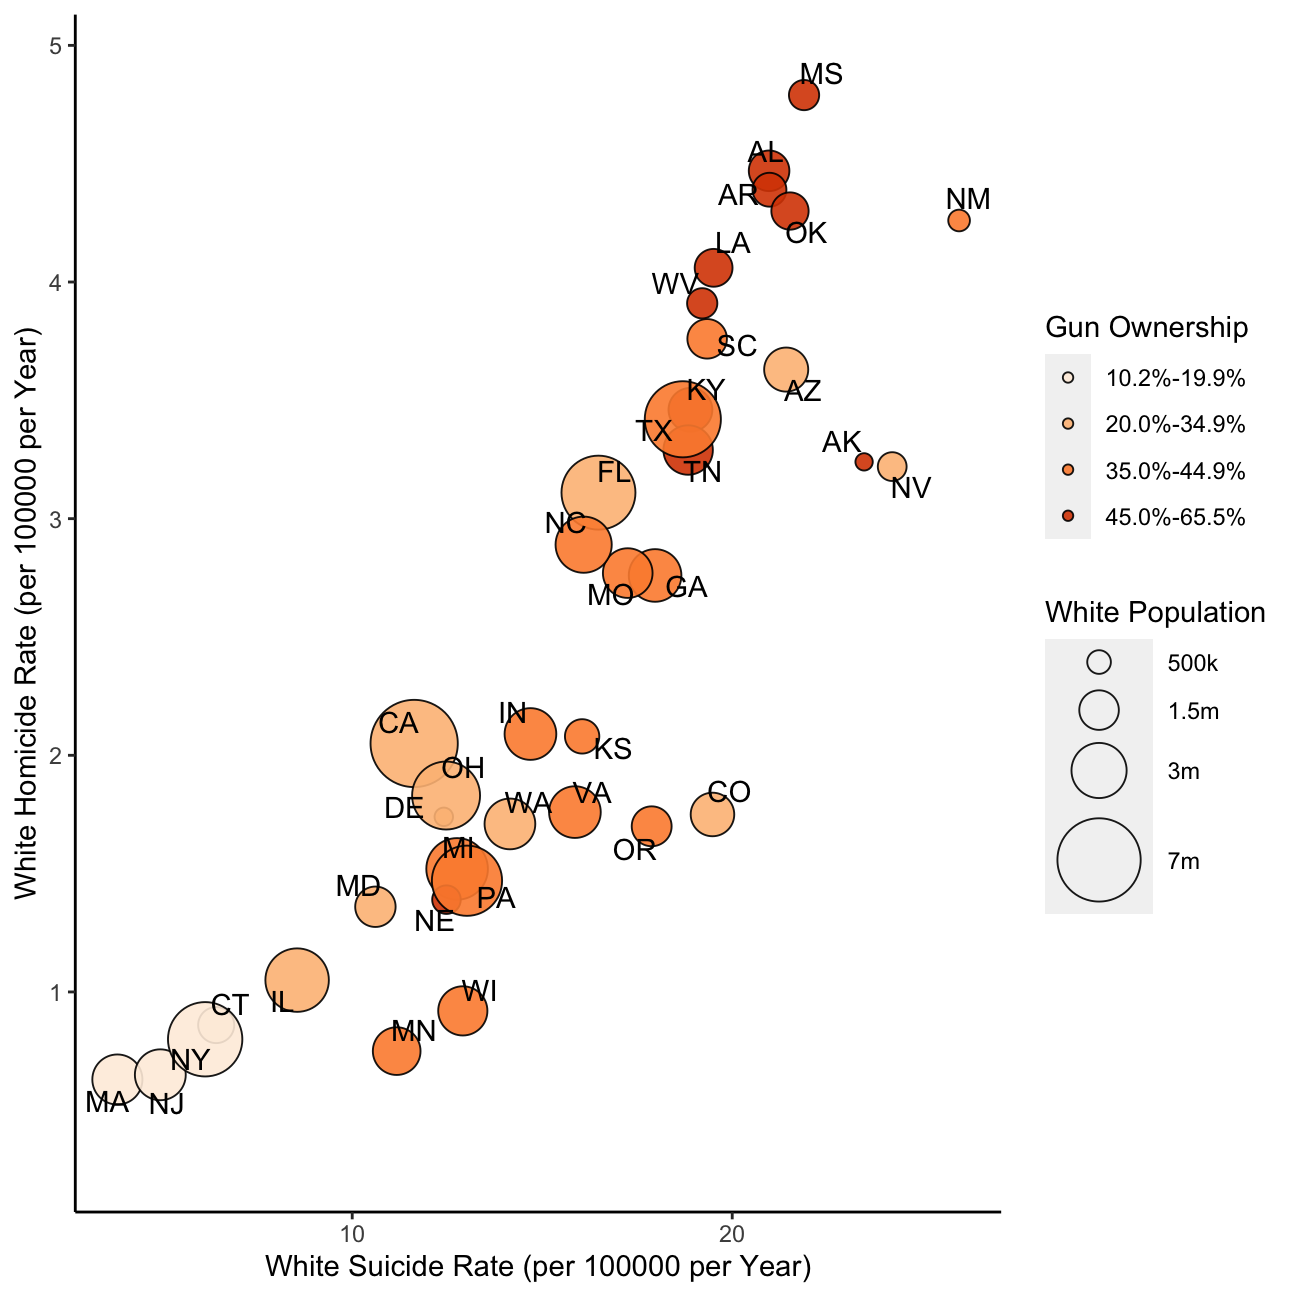 5
4
3
2
1
White Homicide Rate (per 100000 per Year)
MS
AL
AR
NM
OK
LA
WV
SC
AZ
KY
TX
AK
TN
FL
NV
NC
GA
MO
CA
IN
KS
OH
CO
DE
WA
VA
OR
MI
MD
PA
NE
WI
IL
CT
MN
NY
MA
NJ
10
20
White Suicide Rate (per 100000 per Year)
Gun Ownership
10.2%-19.9%
20.0%-34.9%
35.0%-44.9%
45.0%-65.5%
White Population
500k
1.5m
3m
7m